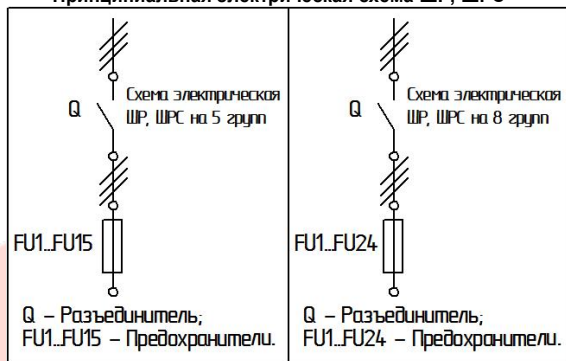 Принципиальная электрическая схема ШР, ШРС
Схема электрическая
ШР, ШРС на 5 групп
Q
FU1...FU15
Q – Разъединитель;
FU1...FU15 – Предохранители.
Схема электрическая
ШР, ШРС на 8 групп
Q
FU1...FU24
Q – Разъединитель;
FU1...FU24 – Предохранители.